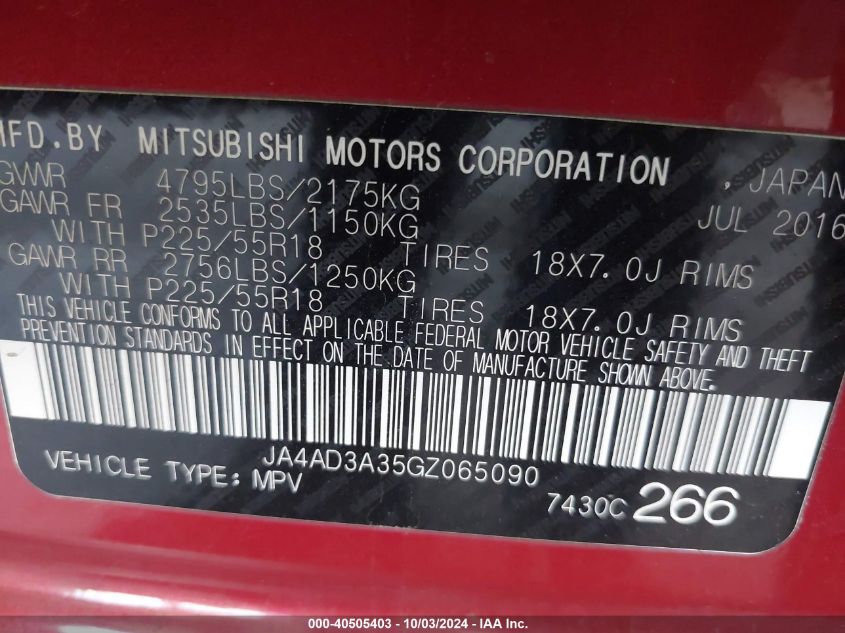 MFD.BY MITSUBISHI MOTORS CORPORATION , JAPAN
GVWR 4795LBS/2175KG JUL 2016
GAWR FR 2535LBS/1150KG
WITH P225/55R18 TIRES 18X7.0J RIMS
GAWR RR 2756LBS/1250KG
WITH P225/55R18 TIRES 18X7.0J RIMS
THIS VEHICLE CONFORMS TO ALL APPLICABLE FEDERAL MOTOR VEHICLE SAFETY AND THEFT
PREVENTION STANDARDS IN EFFECT ON THE DATE OF MANUFACTURE SHOWN ABOVE.
JA4AD3A35GZ065090
VEHICLE TYPE: MPV
7430C 266
000-40505403 - 10/03/2024 - © COPYRIGHT 2024 - IAA, Inc.